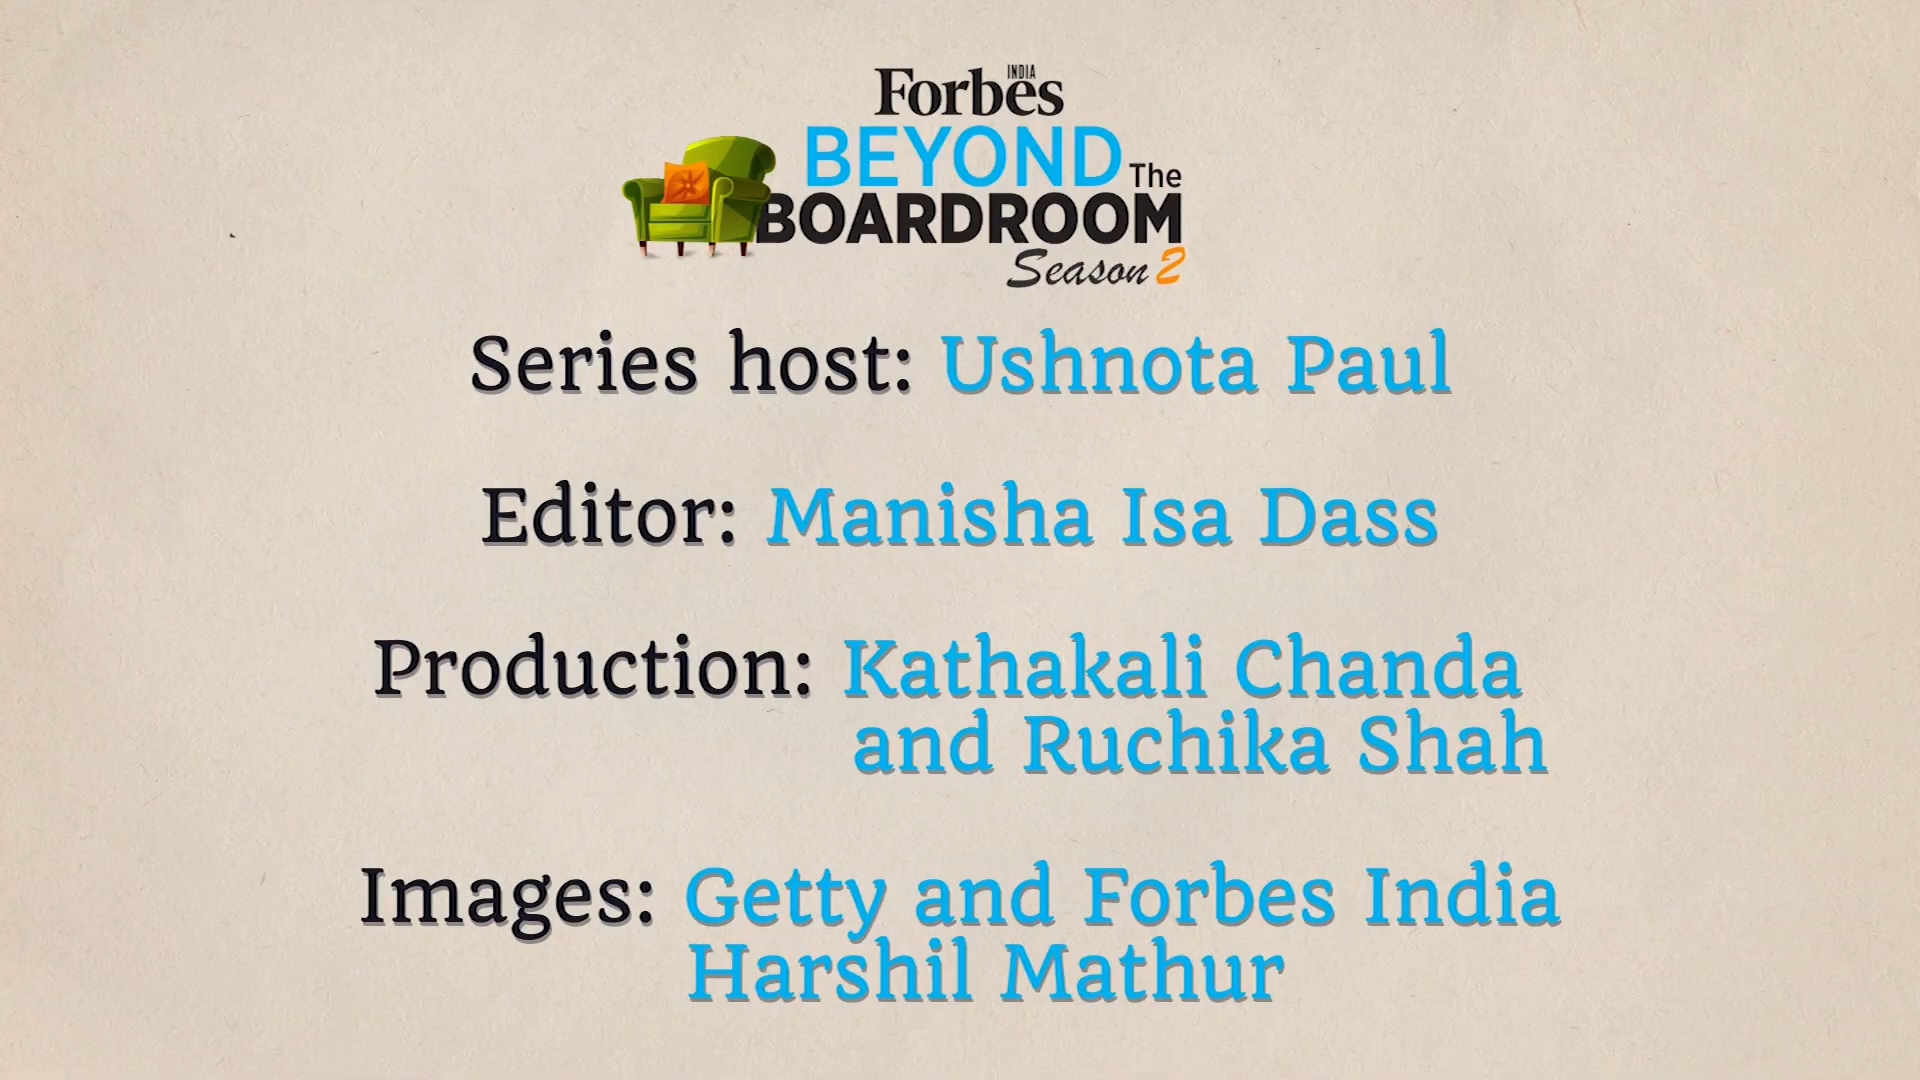 Forbes INDIA
BEYOND The
BOARDROOM
Season 2
Series host: Ushnota Paul
Editor: Manisha Isa Dass
Production: Kathakali Chanda
and Ruchika Shah
Images: Getty and Forbes India
Harshil Mathur